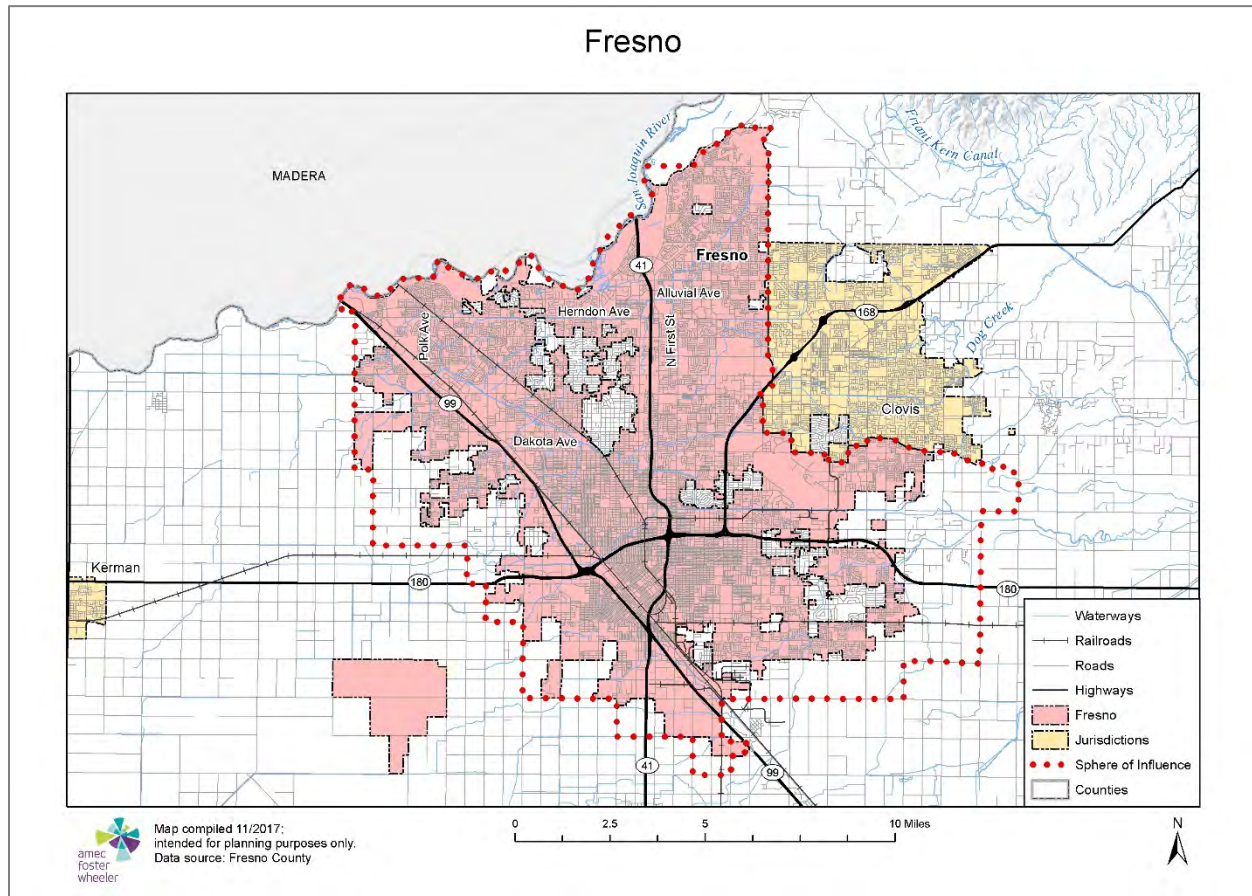 Fresno
MADERA
San Joaquin River
Friant Kern Canal
41
Fresno
Alluvial Ave
Herndon Ave
Polk Ave
N First St.
168
Dog Creek
99
Clovis
Dakota Ave
Kerman
180
180
41
99
Waterways
Railroads
Roads
Highways
Fresno
Jurisdictions
Sphere of Influence
Counties
amec
foster
wheeler
Map compiled 11/2017;
intended for planning purposes only.
Data source: Fresno County
0 2.5 5 10 Miles
N